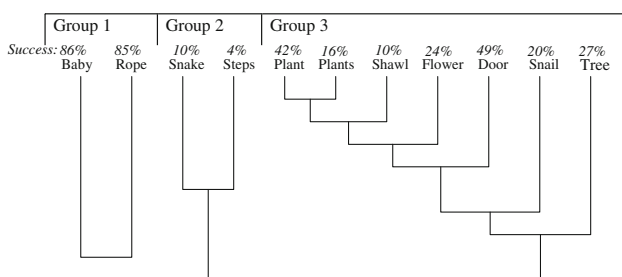 Group 1 Group 2 Group 3
Success: 86% 85% 10% 4% 42% 16% 10% 24% 49% 20% 27%
Baby Rope Snake Steps Plant Plants Shawl Flower Door Snail Tree